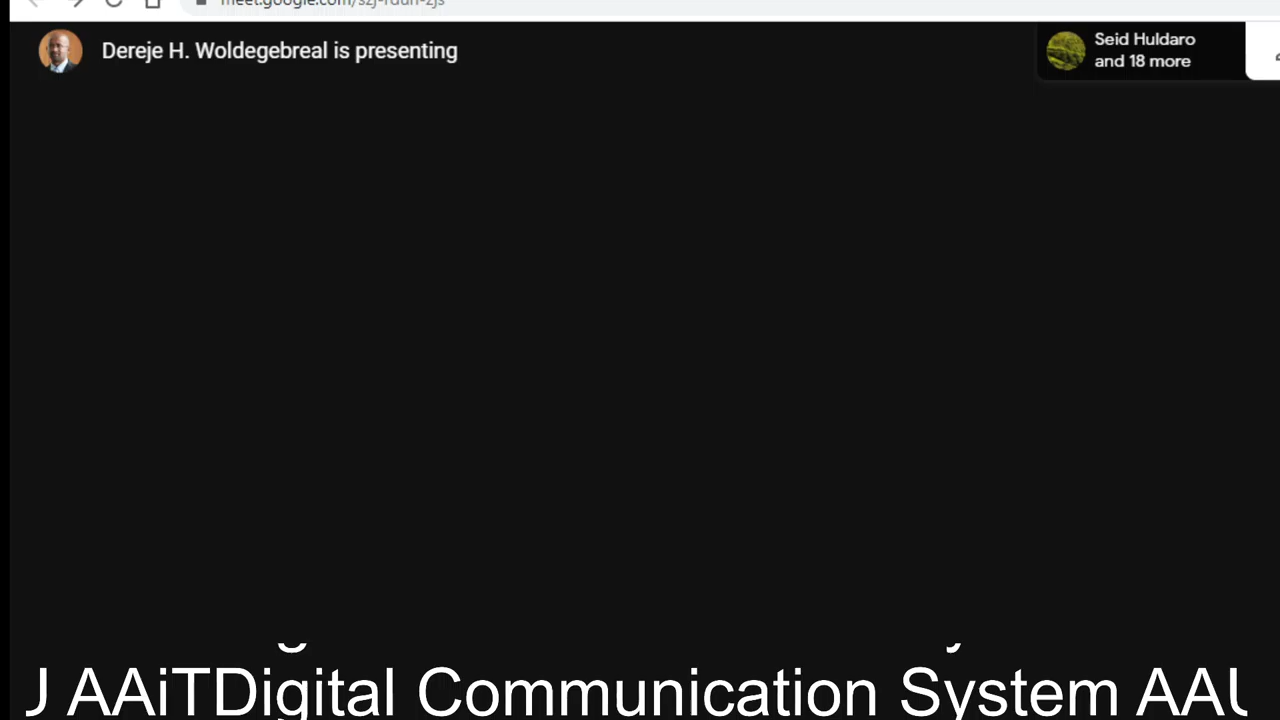 Dereje H. Woldegebreal is presenting
Seid Huldaro
and 18 more
AAiTDigital Communication System